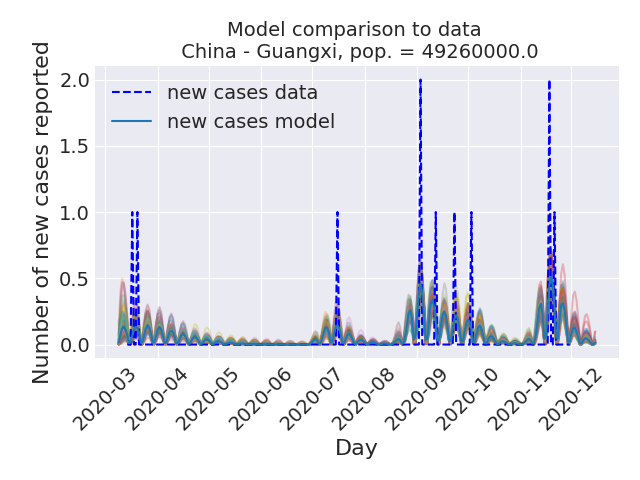 Model comparison to data
China - Guangxi, pop. = 49260000.0
Number of new cases reported
2.0
1.5
1.0
0.5
0.0
new cases data
new cases model
2020-03
2020-04
2020-05
2020-06
2020-07
2020-08
2020-09
2020-10
2020-11
2020-12
Day